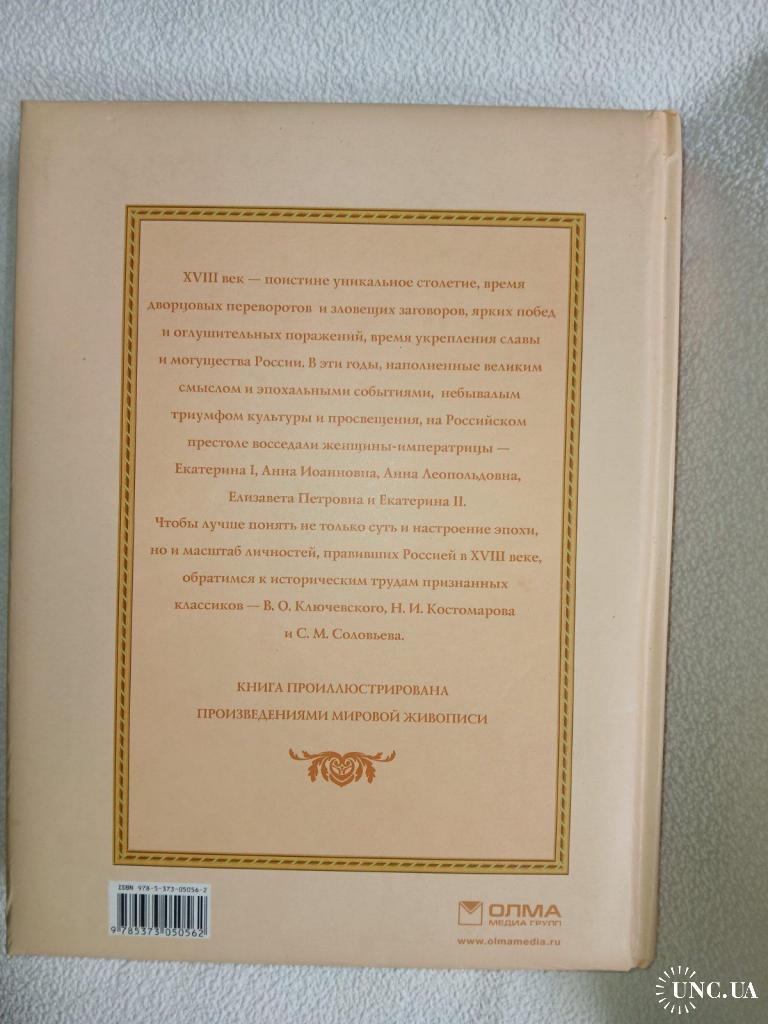 XVIII век — поистине уникальное столетие, время
дворцовых переворотов и зловещих заговоров, ярких побед
и оглушительных поражений, время укрепления славы
и могущества России. В эти годы, наполненные великим
смыслом и эпохальными событиями, небывалым
триумфом культуры и просвещения, на Российском
престоле восседали женщины-императрицы —
Екатерина I, Анна Иоанновна, Анна Леопольдовна,
Елизавета Петровна и Екатерина II.
Чтобы лучше понять не только суть и настроение эпохи,
но и масштаб личностей, правивших Россией в XVIII веке,
обратимся к историческим трудам признанных
классиков — В. О. Ключевского, Н. И. Костомарова
и С. М. Соловьева.
КНИГА ПРОИЛЛЮСТРИРОВАНА
ПРОИЗВЕДЕНИЯМИ МИРОВОЙ ЖИВОПИСИ
ISBN 978-5-373-05056-2
9 785373 050562
ОЛМА
МЕДИА ГРУПП
www.olmamedia.ru
UNC.UA